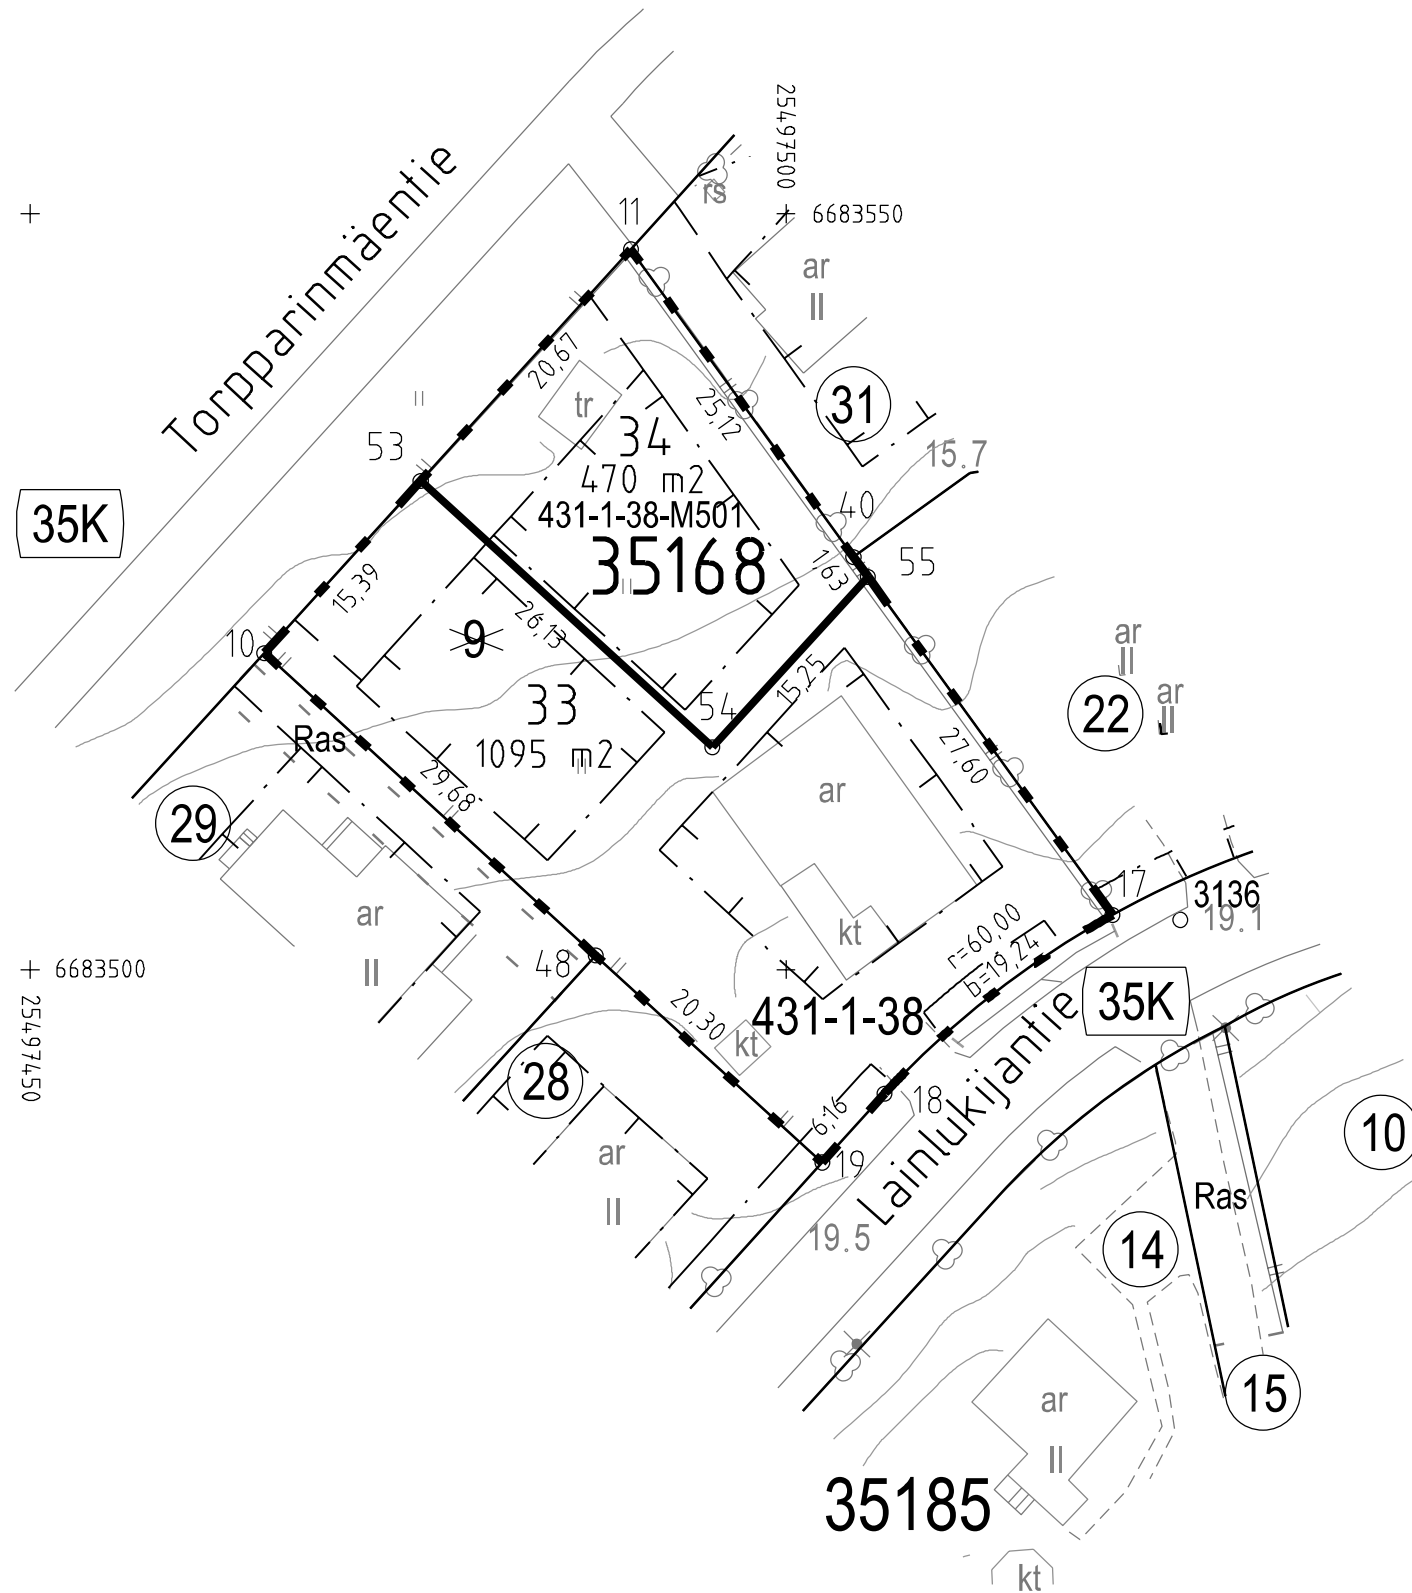 25497500
rs
11
6683550
Torpparinmäentie
ar
II
20,67
tr
25,12
31
34
53
15.7
470 m2
431-1-38-M501
40
35K
35168
1,63
55
15,39
26,13
10
9
ar
II
15,25
33
54
22
ar
II
Ras
1095 m2
27,60
29,68
ar
29
17
3136
19.1
ar
kt
r=60,00
b=19,24
II
48
6683500
25497450
20,30
431-1-38
35K
kt
28
6,16
18
Lainlukijantie
10
ar
19
II
Ras
19.5
14
15
ar
II
35185
kt